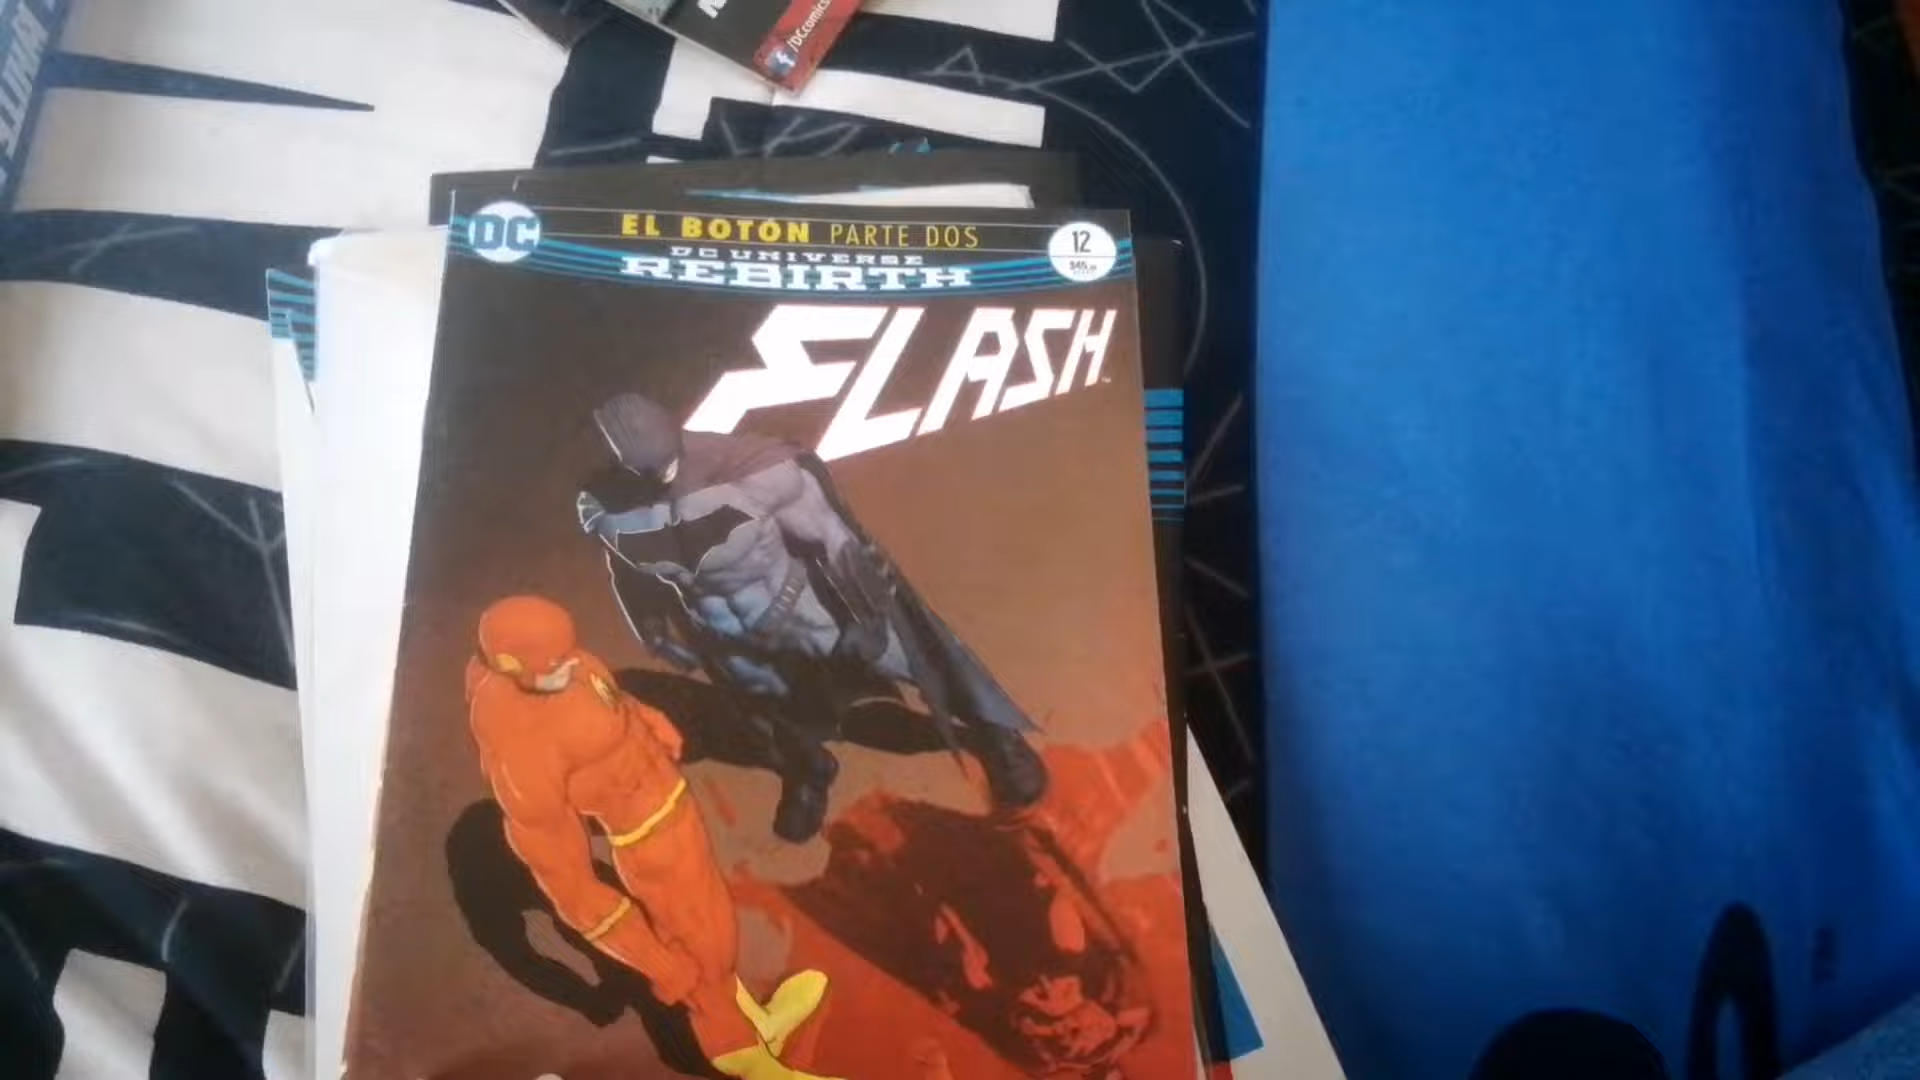 /DCcomics
DC
EL BOTÓN PARTE DOS
DC UNIVERSE
REBIRTH
12
FLASH